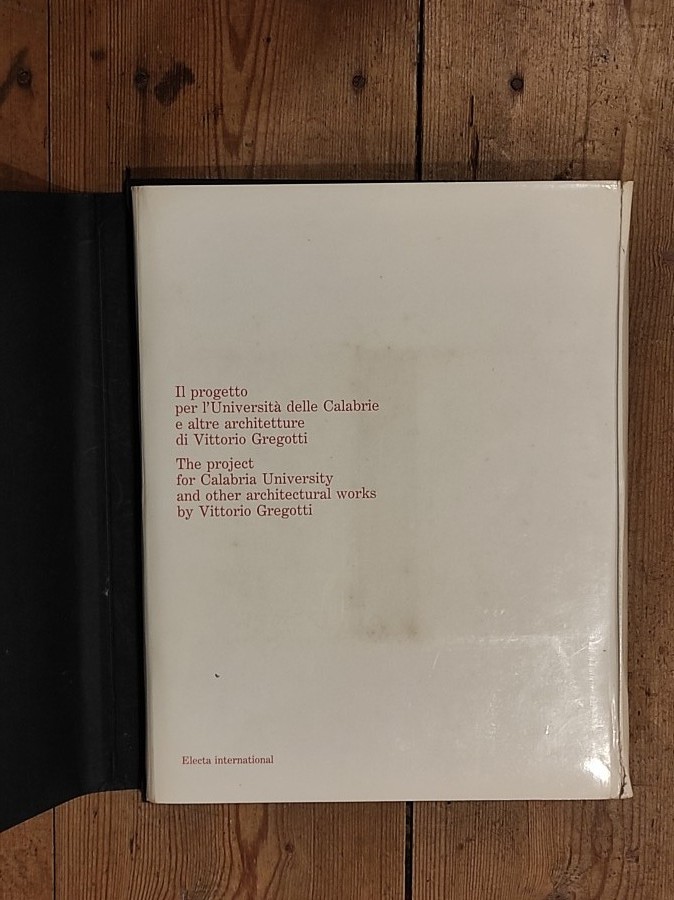 Il progetto
per l'Università delle Calabrie
e altre architetture
di Vittorio Gregotti
The project
for Calabria University
and other architectural works
by Vittorio Gregotti
Electa international